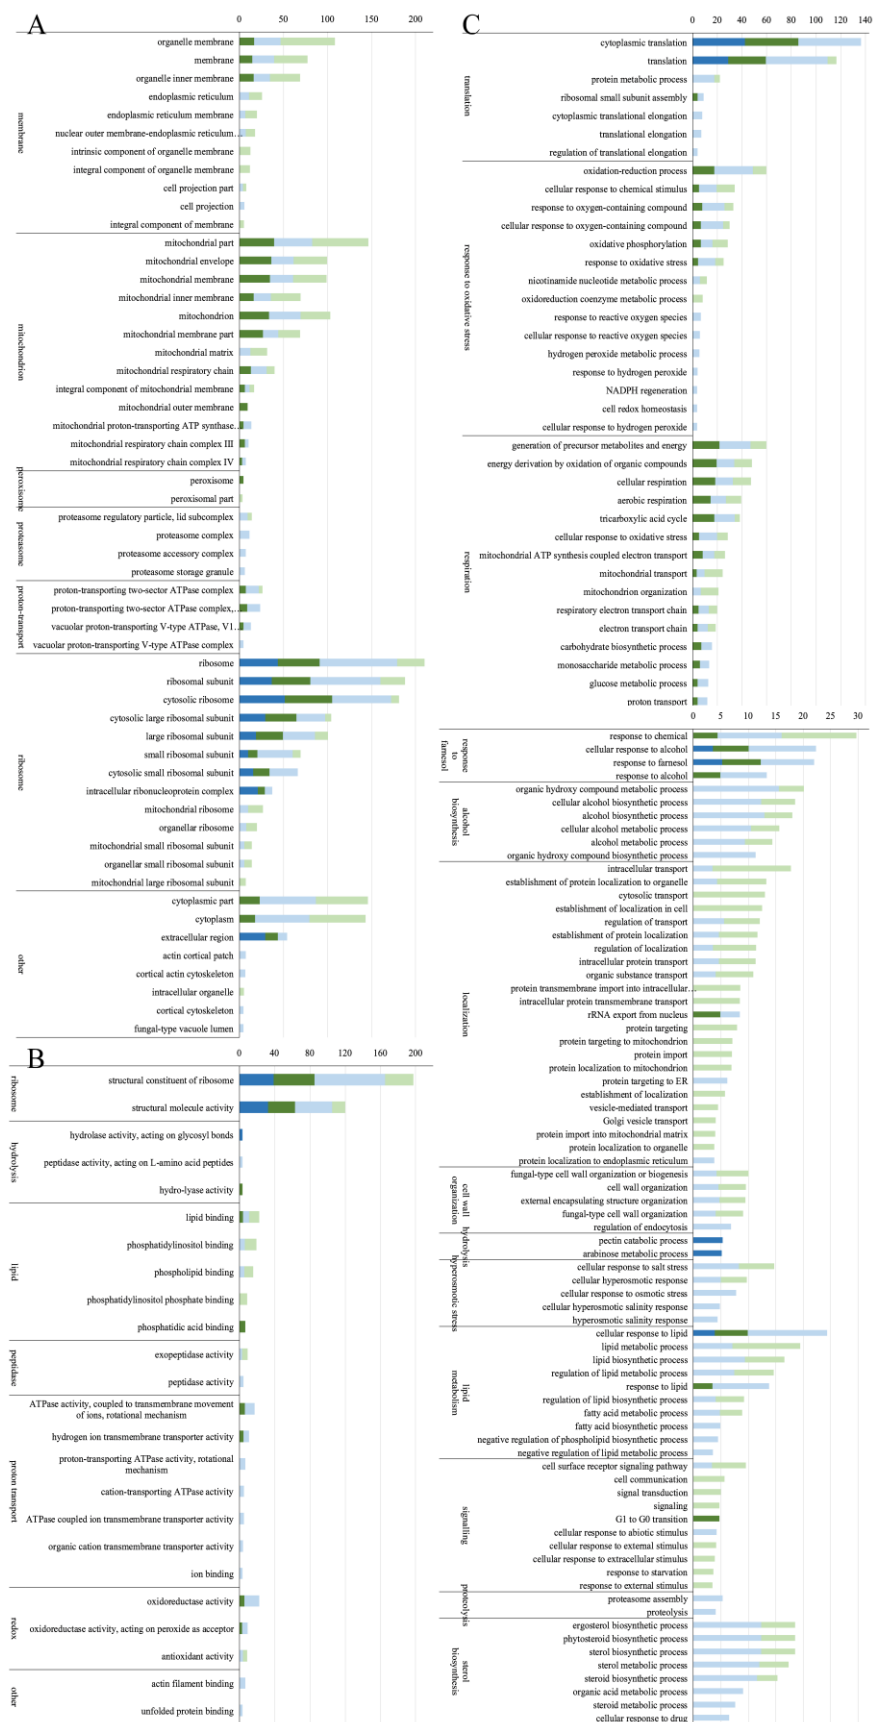 A
0 50 100 150 200
membrane
organelle membrane
membrane
organelle inner membrane
endoplasmic reticulum
endoplasmic reticulum membrane
nuclear outer membrane-endoplasmic reticulum…
intrinsic component of organelle membrane
integral component of organelle membrane
cell projection part
cell projection
integral component of membrane
mitochondrion
mitochondrial part
mitochondrial envelope
mitochondrial membrane
mitochondrial inner membrane
mitochondrion
mitochondrial membrane part
mitochondrial matrix
mitochondrial respiratory chain
integral component of mitochondrial membrane
mitochondrial outer membrane
mitochondrial proton-transporting ATP synthase…
mitochondrial respiratory chain complex III
mitochondrial respiratory chain complex IV
peroxisome
peroxisome
peroxisomal part
proteasome
proteasome regulatory particle, lid subcomplex
proteasome complex
proteasome accessory complex
proteasome storage granule
proton-transport
proton-transporting two-sector ATPase complex
proton-transporting two-sector ATPase complex,…
vacuolar proton-transporting V-type ATPase, V1…
vacuolar proton-transporting V-type ATPase complex
ribosome
ribosome
ribosomal subunit
cytosolic ribosome
cytosolic large ribosomal subunit
large ribosomal subunit
small ribosomal subunit
cytosolic small ribosomal subunit
intracellular ribonucleoprotein complex
mitochondrial ribosome
organellar ribosome
mitochondrial small ribosomal subunit
organellar small ribosomal subunit
mitochondrial large ribosomal subunit
other
cytoplasmic part
cytoplasm
extracellular region
actin cortical patch
cortical actin cytoskeleton
intracellular organelle
cortical cytoskeleton
fungal-type vacuole lumen
B
0 40 80 120 160 200
ribosome
structural constituent of ribosome
structural molecule activity
hydrolysis
hydrolase activity, acting on glycosyl bonds
peptidase activity, acting on L-amino acid peptides
hydro-lyase activity
lipid
lipid binding
phosphatidylinositol binding
phospholipid binding
phosphatidylinositol phosphate binding
phosphatidic acid binding
peptidase
exopeptidase activity
peptidase activity
proton transport
ATPase activity, coupled to transmembrane movement
of ions, rotational mechanism
hydrogen ion transmembrane transporter activity
proton-transporting ATPase activity, rotational
mechanism
cation-transporting ATPase activity
ATPase coupled ion transmembrane transporter activity
organic cation transmembrane transporter activity
ion binding
redox
oxidoreductase activity
oxidoreductase activity, acting on peroxide as acceptor
antioxidant activity
other
actin filament binding
unfolded protein binding
C
0 20 40 60 80 100 120 140
translation
cytoplasmic translation
translation
protein metabolic process
ribosomal small subunit assembly
cytoplasmic translational elongation
translational elongation
regulation of translational elongation
response to oxidative stress
oxidation-reduction process
cellular response to chemical stimulus
response to oxygen-containing compound
cellular response to oxygen-containing compound
oxidative phosphorylation
response to oxidative stress
nicotinamide nucleotide metabolic process
oxidoreduction coenzyme metabolic process
response to reactive oxygen species
cellular response to reactive oxygen species
hydrogen peroxide metabolic process
response to hydrogen peroxide
NADPH regeneration
cell redox homeostasis
cellular response to hydrogen peroxide
respiration
generation of precursor metabolites and energy
energy derivation by oxidation of organic compounds
cellular respiration
aerobic respiration
tricarboxylic acid cycle
cellular response to oxidative stress
mitochondrial ATP synthesis coupled electron transport
mitochondrial transport
mitochondrion organization
respiratory electron transport chain
electron transport chain
carbohydrate biosynthetic process
monosaccharide metabolic process
glucose metabolic process
proton transport
0 5 10 15 20 25 30
response
to
farnesol
response to chemical
cellular response to alcohol
response to farnesol
response to alcohol
alcohol
biosynthesis
organic hydroxy compound metabolic process
cellular alcohol biosynthetic process
alcohol biosynthetic process
cellular alcohol metabolic process
alcohol metabolic process
organic hydroxy compound biosynthetic process
localization
intracellular transport
establishment of protein localization to organelle
cytosolic transport
establishment of localization in cell
regulation of transport
establishment of protein localization
regulation of localization
intracellular protein transport
organic substance transport
protein transmembrane import into intracellular…
intracellular protein transmembrane transport
rRNA export from nucleus
protein targeting
protein targeting to mitochondrion
protein import
protein localization to mitochondrion
protein targeting to ER
establishment of localization
vesicle-mediated transport
Golgi vesicle transport
protein import into mitochondrial matrix
protein localization to organelle
protein localization to endoplasmic reticulum
cell wall
organization
fungal-type cell wall organization or biogenesis
cell wall organization
external encapsulating structure organization
fungal-type cell wall organization
regulation of endocytosis
hydrolysis
pectin catabolic process
arabinose metabolic process
hyperosmotic stress
cellular response to salt stress
cellular hyperosmotic response
cellular response to osmotic stress
cellular hyperosmotic salinity response
hyperosmotic salinity response
lipid
metabolism
cellular response to lipid
lipid metabolic process
lipid biosynthetic process
regulation of lipid metabolic process
response to lipid
regulation of lipid biosynthetic process
fatty acid metabolic process
fatty acid biosynthetic process
negative regulation of phospholipid biosynthetic process
negative regulation of lipid metabolic process
signalling
cell surface receptor signaling pathway
cell communication
signal transduction
signaling
G1 to G0 transition
cellular response to abiotic stimulus
cellular response to external stimulus
cellular response to extracellular stimulus
response to starvation
response to external stimulus
proteolysis
proteasome assembly
proteolysis
sterol
biosynthesis
ergosterol biosynthetic process
phytosteroid biosynthetic process
sterol biosynthetic process
sterol metabolic process
steroid biosynthetic process
organic acid metabolic process
steroid metabolic process
cellular response to drug